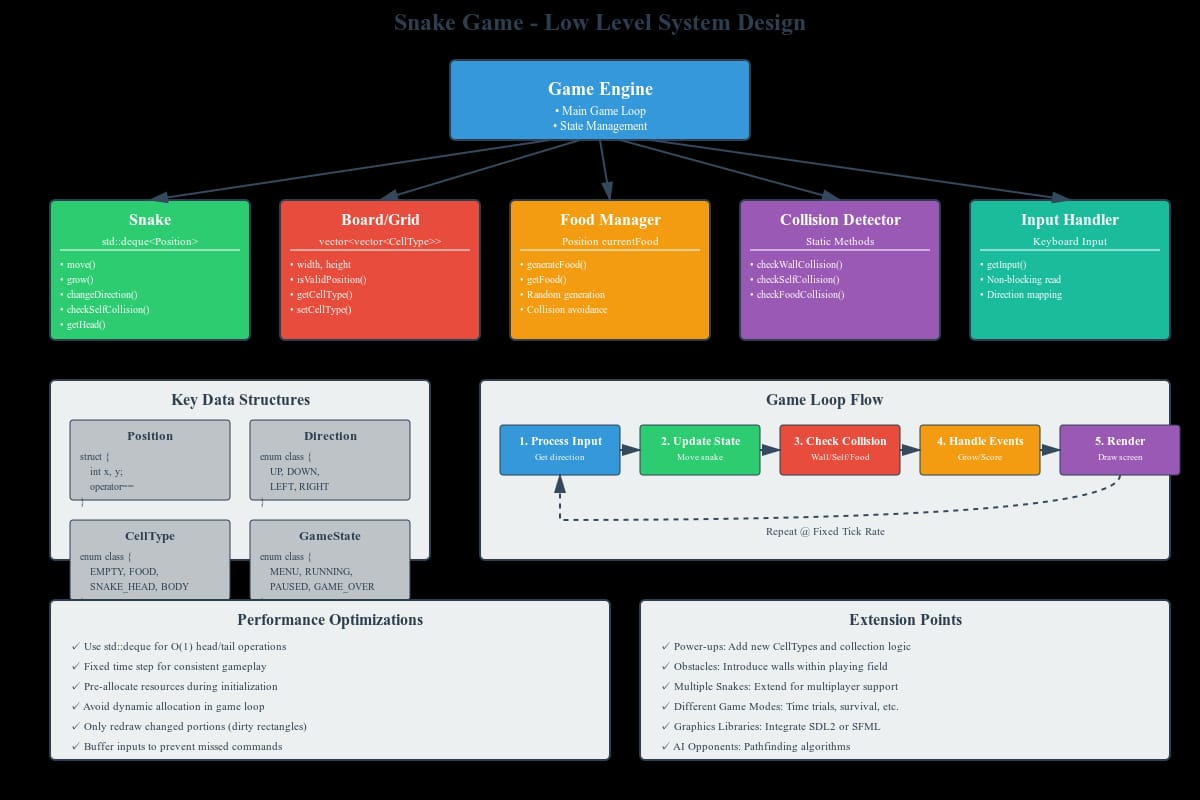 Snake Game - Low Level System Design
Game Engine
• Main Game Loop
• State Management
Snake
std::deque<Position>
• move()
• grow()
• changeDirection()
• checkSelfCollision()
• getHead()
Board/Grid
vector<vector<CellType>>
• width, height
• isValidPosition()
• getCellType()
• setCellType()
Food Manager
Position currentFood
• generateFood()
• getFood()
• Random generation
• Collision avoidance
Collision Detector
Static Methods
• checkWallCollision()
• checkSelfCollision()
• checkFoodCollision()
Input Handler
Keyboard Input
• getInput()
• Non-blocking read
• Direction mapping
Key Data Structures
Position
struct {
int x, y;
operator==
}
Direction
enum class {
UP, DOWN,
LEFT, RIGHT
}
CellType
enum class {
EMPTY, FOOD,
SNAKE_HEAD, BODY
GameState
enum class {
MENU, RUNNING,
PAUSED, GAME_OVER
Game Loop Flow
1. Process Input
Get direction
2. Update State
Move snake
3. Check Collision
Wall/Self/Food
4. Handle Events
Grow/Score
5. Render
Draw screen
Repeat @ Fixed Tick Rate
Performance Optimizations
✓ Use std::deque for O(1) head/tail operations
✓ Fixed time step for consistent gameplay
✓ Pre-allocate resources during initialization
✓ Avoid dynamic allocation in game loop
✓ Only redraw changed portions (dirty rectangles)
✓ Buffer inputs to prevent missed commands
Extension Points
✓ Power-ups: Add new CellTypes and collection logic
✓ Obstacles: Introduce walls within playing field
✓ Multiple Snakes: Extend for multiplayer support
✓ Different Game Modes: Time trials, survival, etc.
✓ Graphics Libraries: Integrate SDL2 or SFML
✓ AI Opponents: Pathfinding algorithms